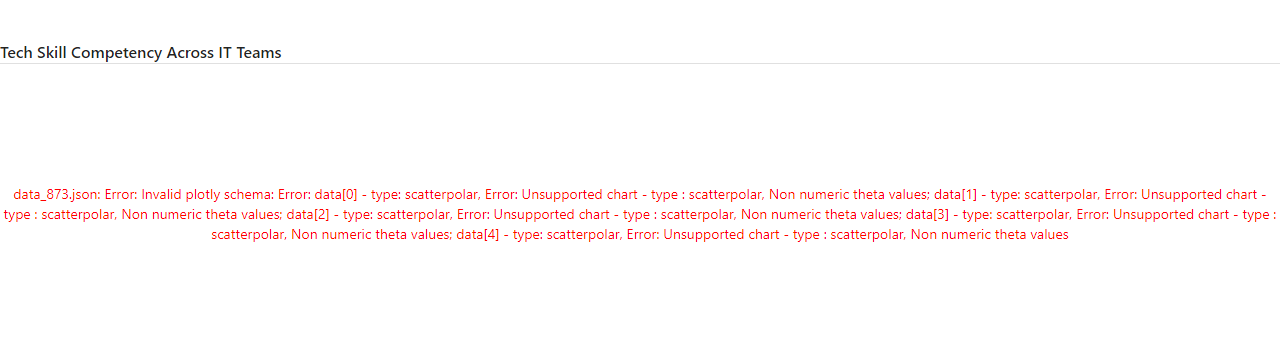 Tech Skill Competency Across IT Teams
data_873.json: Error: Invalid plotly schema: Error: data[0] - type: scatterpolar, Error: Unsupported chart - type : scatterpolar, Non numeric theta values; data[1] - type: scatterpolar, Error: Unsupported chart -
type : scatterpolar, Non numeric theta values; data[2] - type: scatterpolar, Error: Unsupported chart - type : scatterpolar, Non numeric theta values; data[3] - type: scatterpolar, Error: Unsupported chart - type :
scatterpolar, Non numeric theta values; data[4] - type: scatterpolar, Error: Unsupported chart - type : scatterpolar, Non numeric theta values